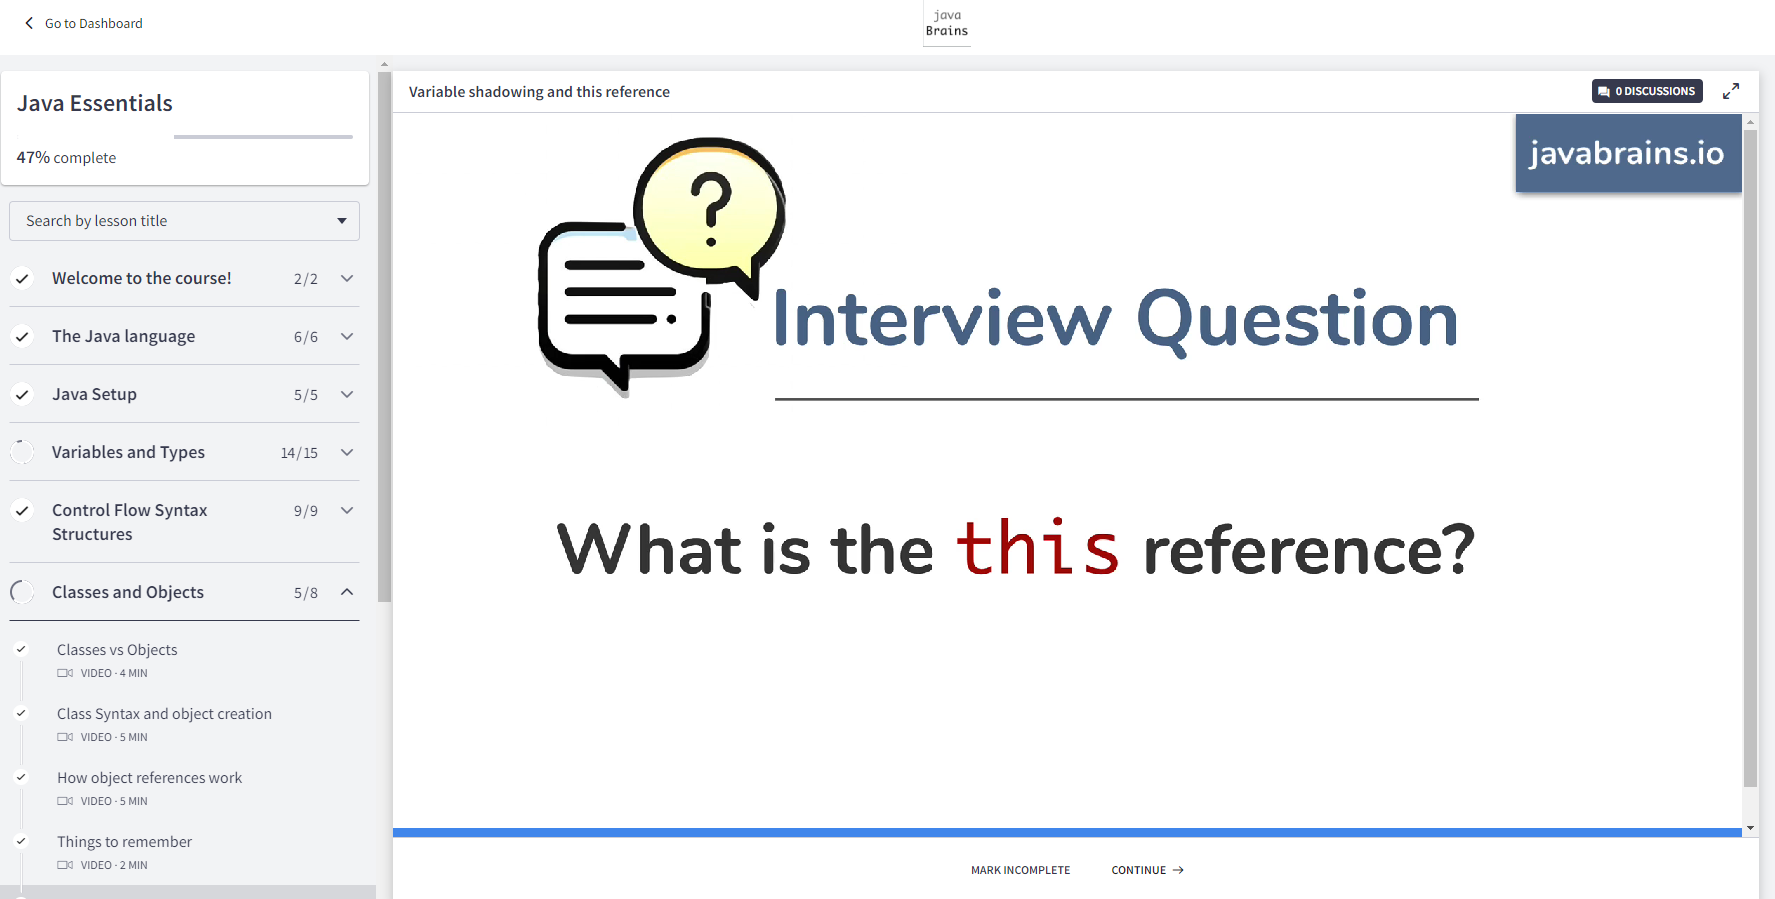 Go to Dashboard
java
Brains
Java Essentials
47% complete
Search by lesson title
Welcome to the course! 2/2
The Java language 6/6
Java Setup 5/5
Variables and Types 14/15
Control Flow Syntax 9/9
Structures
Classes and Objects 5/8
Classes vs Objects
VIDEO · 4 MIN
Class Syntax and object creation
VIDEO · 5 MIN
How object references work
VIDEO · 5 MIN
Things to remember
VIDEO · 2 MIN
Variable shadowing and this reference
0 DISCUSSIONS
javabrains.io
?
Interview Question
What is the this reference?
MARK INCOMPLETE
CONTINUE →